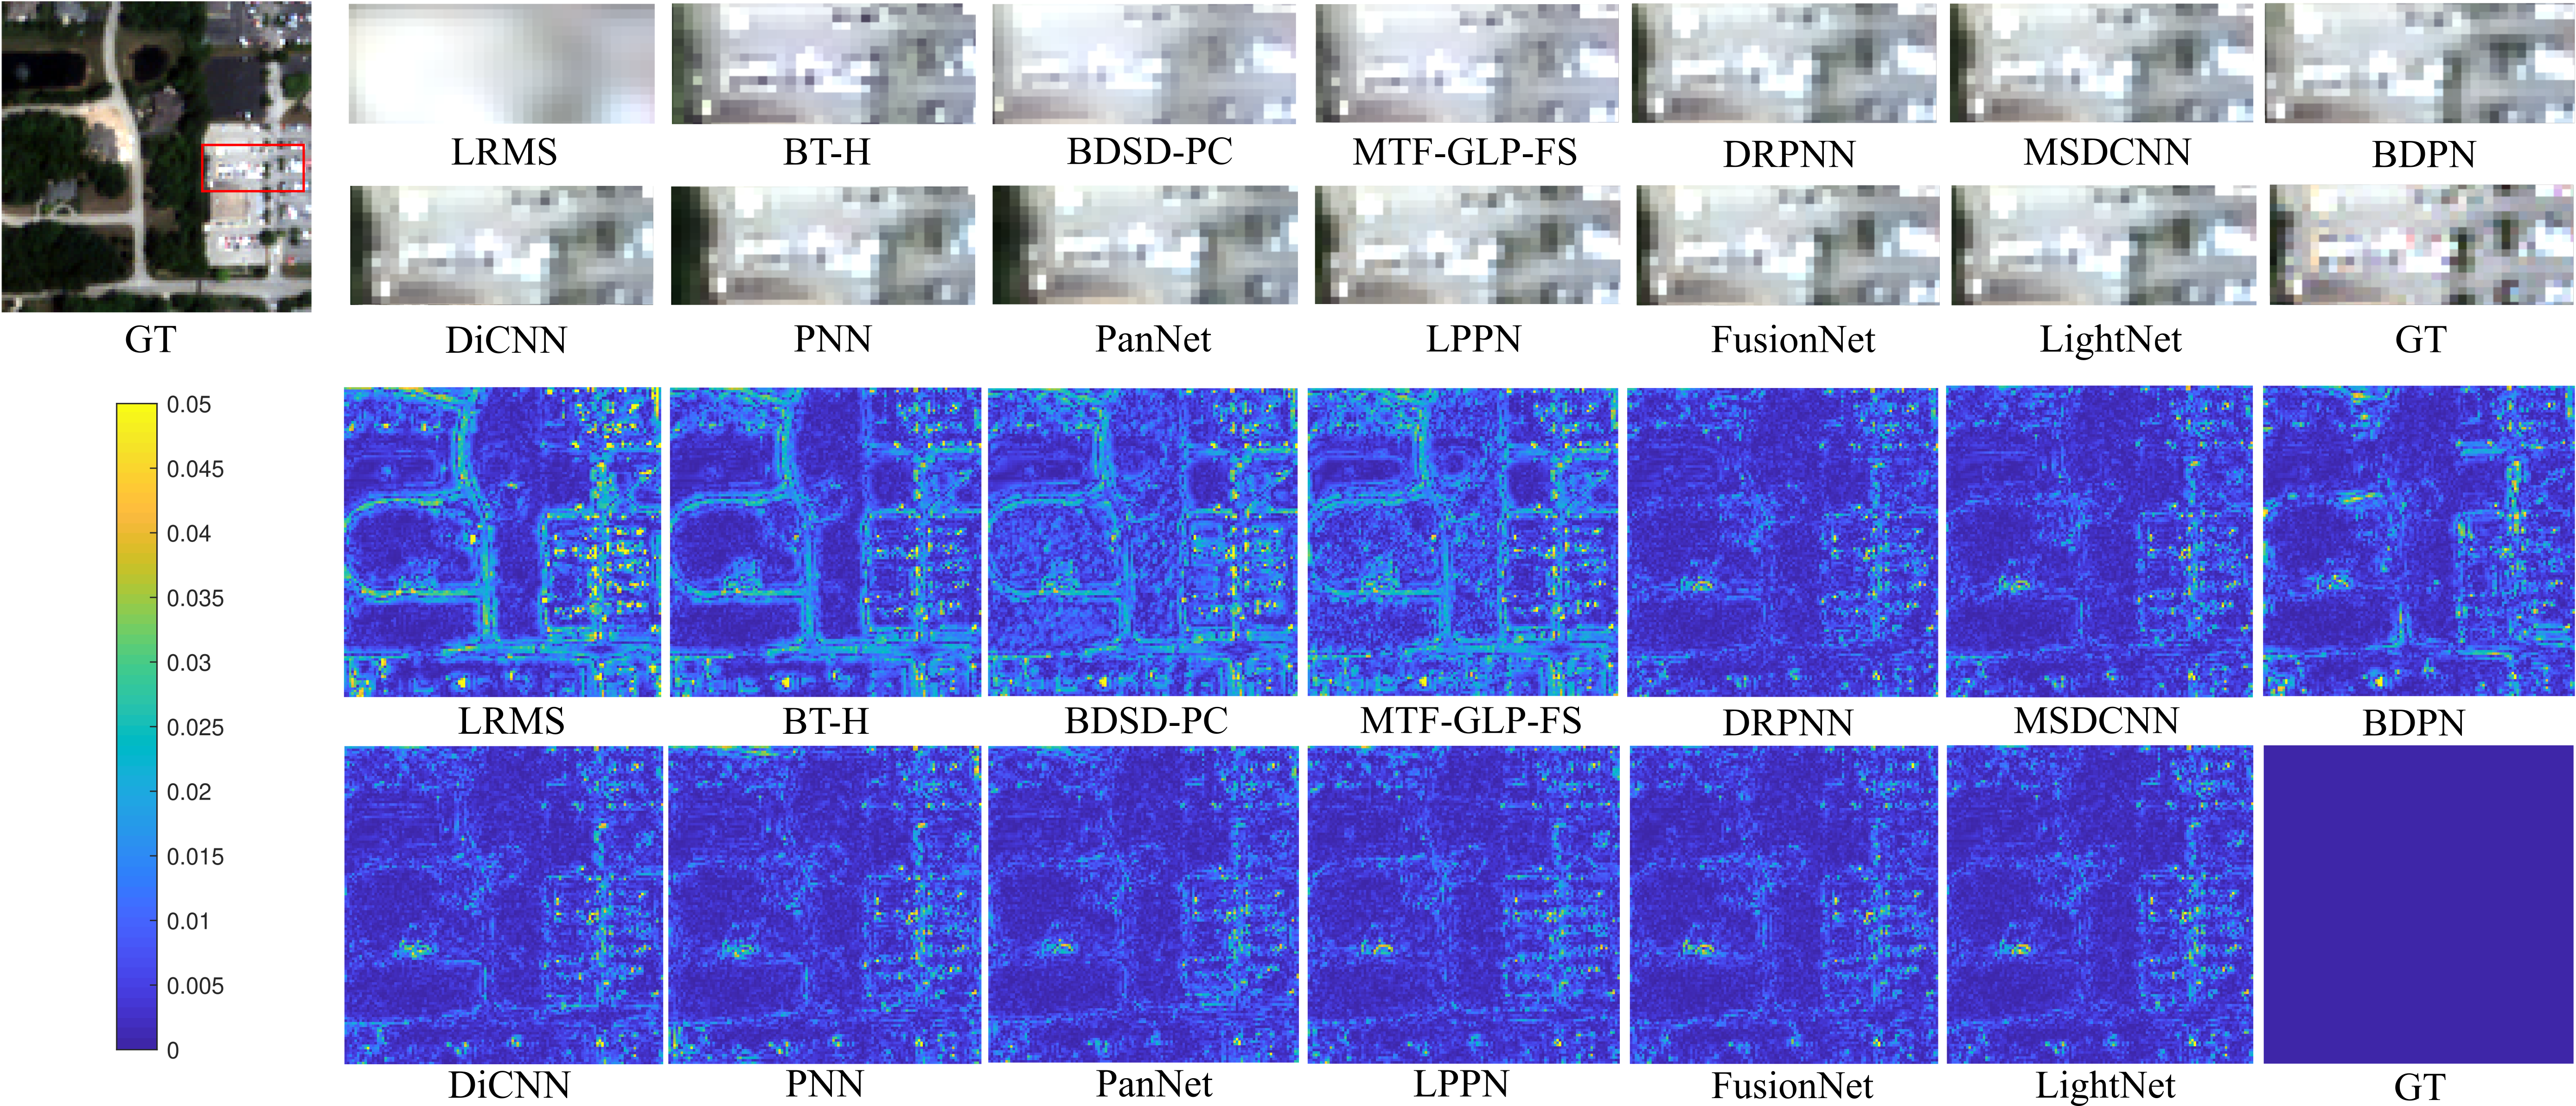 LRMS BT-H BDSD-PC MTF-GLP-FS DRPNN MSDCNN BDPN
GT DiCNN PNN PanNet LPPN FusionNet LightNet GT
0.05
0.045
0.04
0.035
0.03
0.025
0.02
0.015
0.01
0.005
0
LRMS BT-H BDSD-PC MTF-GLP-FS DRPNN MSDCNN BDPN
DiCNN PNN PanNet LPPN FusionNet LightNet GT